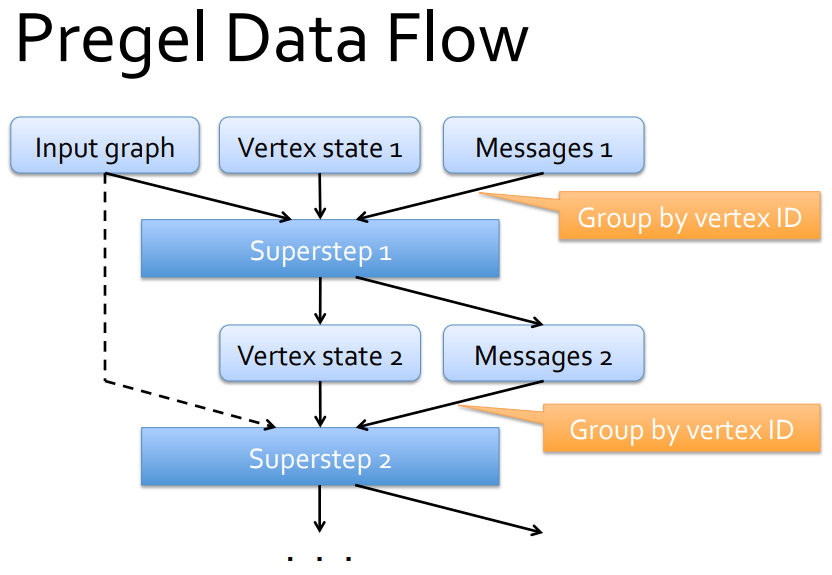 Pregel Data Flow
Input graph
Vertex state 1
Messages 1
Group by vertex ID
Superstep 1
Vertex state 2
Messages 2
Group by vertex ID
Superstep 2
...